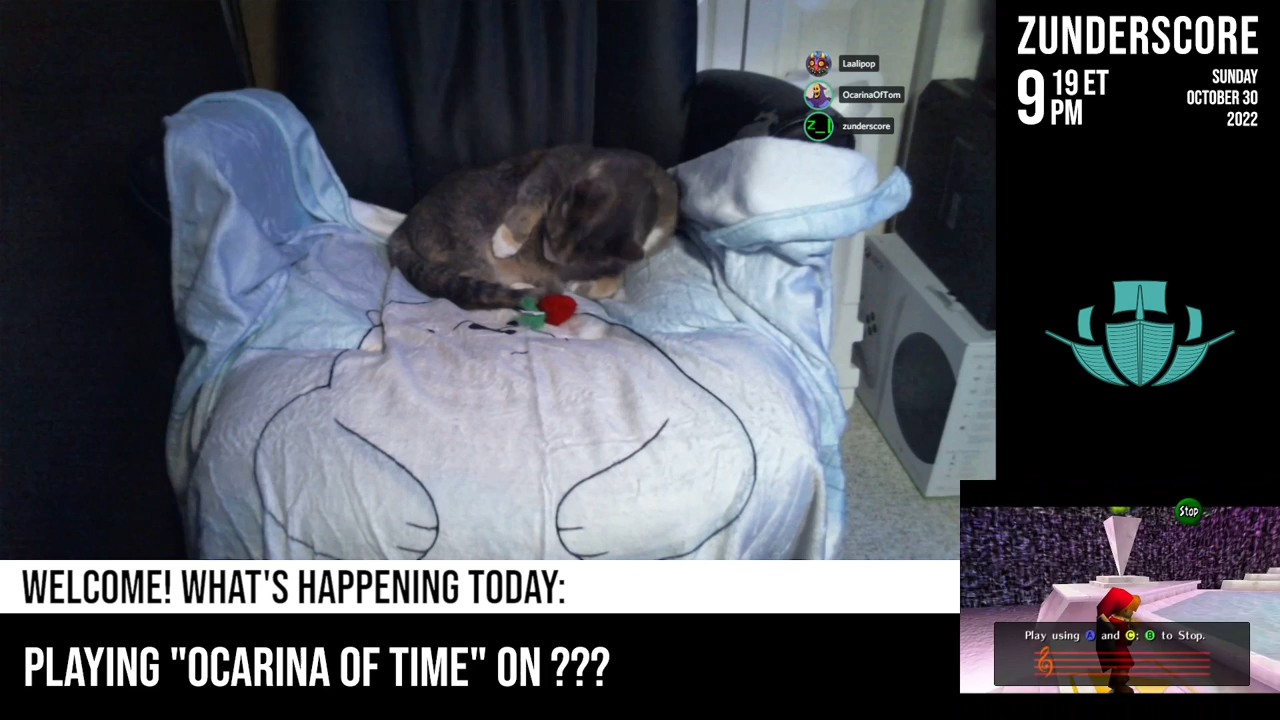 Laalipop
OcarinaOfTom
zunderscore
z_
ZUNDERSCORE
9 19 ET PM
SUNDAY
OCTOBER 30
2022
WELCOME! WHAT'S HAPPENING TODAY:
PLAYING "OCARINA OF TIME" ON ???
Stop
Play using A and C; B to Stop.